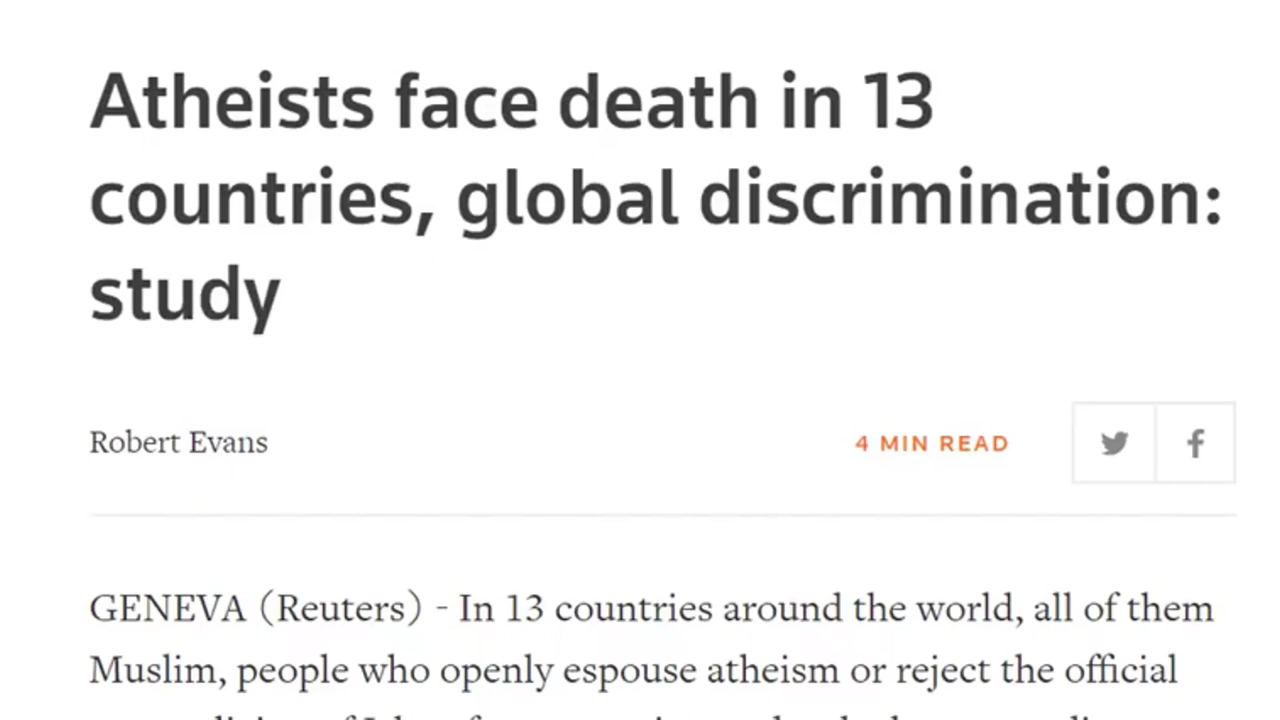 Atheists face death in 13
countries, global discrimination:
study
Robert Evans
4 MIN READ
GENEVA (Reuters) - In 13 countries around the world, all of them
Muslim, people who openly espouse atheism or reject the official